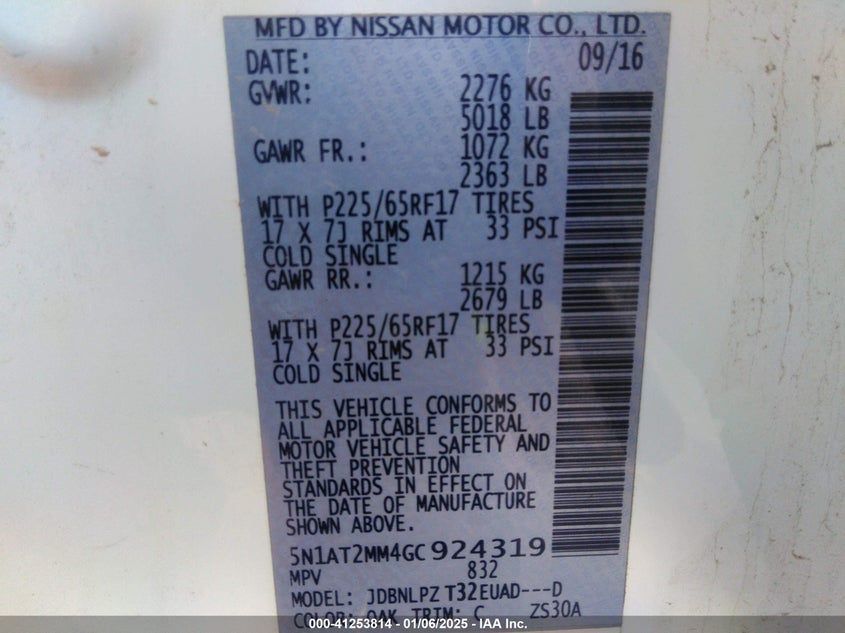 MFD BY NISSAN MOTOR CO., LTD.
DATE: 09/16
GVWR: 2276 KG
5018 LB
GAWR FR.: 1072 KG
2363 LB
WITH P225/65RF17 TIRES
17 X 7J RIMS AT 33 PSI
COLD SINGLE
GAWR RR.: 1215 KG
2679 LB
WITH P225/65RF17 TIRES
17 X 7J RIMS AT 33 PSI
COLD SINGLE
THIS VEHICLE CONFORMS TO
ALL APPLICABLE FEDERAL
MOTOR VEHICLE SAFETY AND
THEFT PREVENTION
STANDARDS IN EFFECT ON
THE DATE OF MANUFACTURE
SHOWN ABOVE.
5N1AT2MM4GC924319
MPV 832
MODEL: JDBNLPZ T32EUAD---D
COLOR: QAK TRIM: C ZS30A
000-41253814 - 01/06/2025 - IAA Inc.